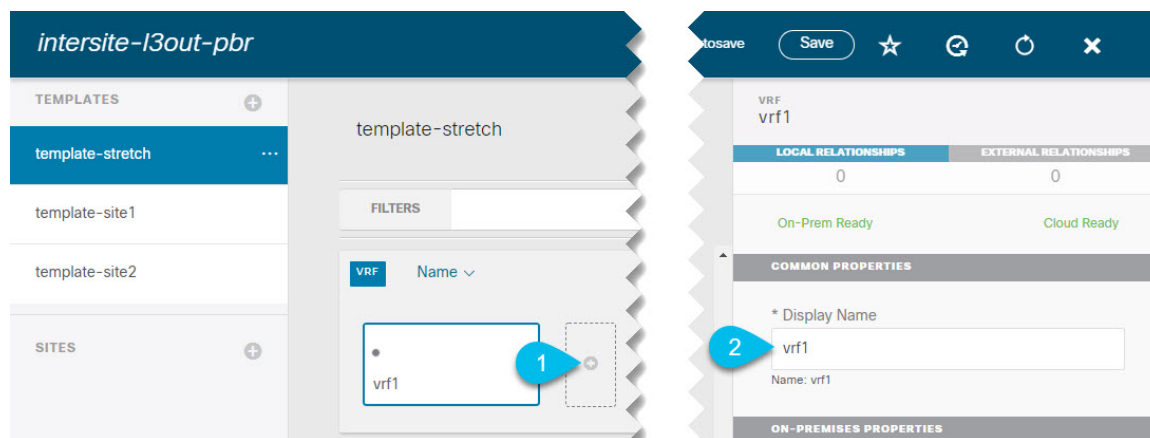 intersite-l3out-pbr
TEMPLATES
template-stretch
template-site1
template-site2
SITES
template-stretch
FILTERS
VRF Name
vrf1
1
tosave Save
VRF
vrf1
LOCAL RELATIONSHIPS EXTERNAL RELATIONSHIPS
0 0
On-Prem Ready Cloud Ready
COMMON PROPERTIES
* Display Name
2 vrf1
Name: vrf1
ON-PREMISES PROPERTIES